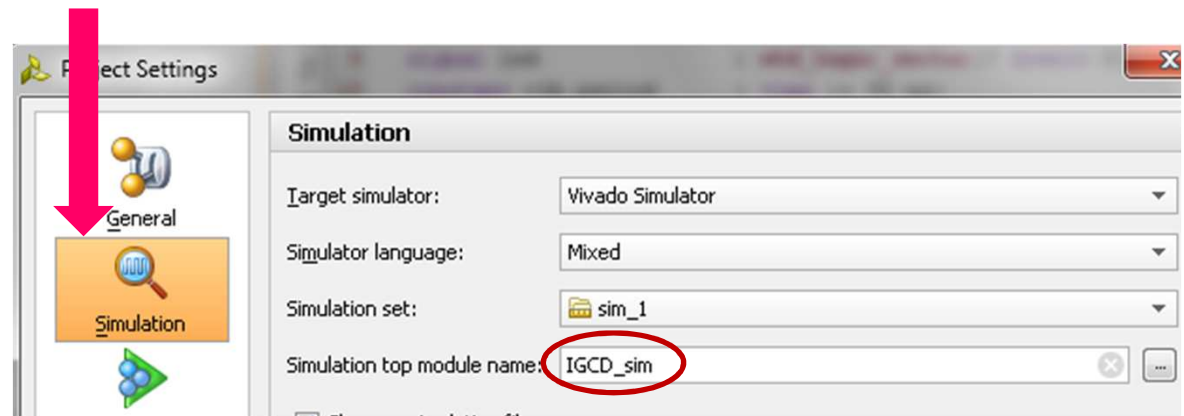 Project Settings
Simulation
General
Target simulator: Vivado Simulator
Simulator language: Mixed
Simulation set: sim_1
Simulation
Simulation top module name: IGCD_sim
...